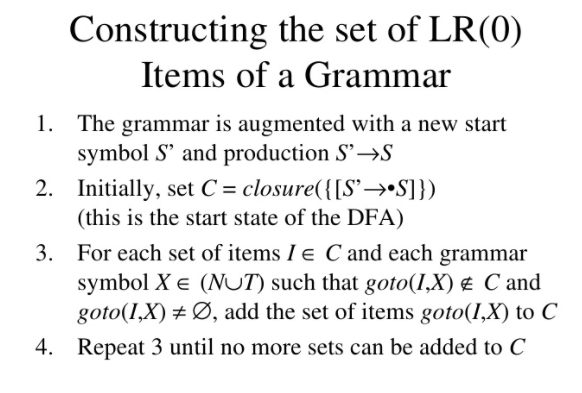 Constructing the set of LR(0)
Items of a Grammar
1. The grammar is augmented with a new start
symbol S’ and production S’→S
2. Initially, set C = closure({[S’→•S]})
(this is the start state of the DFA)
3. For each set of items I ∈ C and each grammar
symbol X ∈ (N∪T) such that goto(I,X) ∉ C and
goto(I,X) ≠ ∅, add the set of items goto(I,X) to C
4. Repeat 3 until no more sets can be added to C